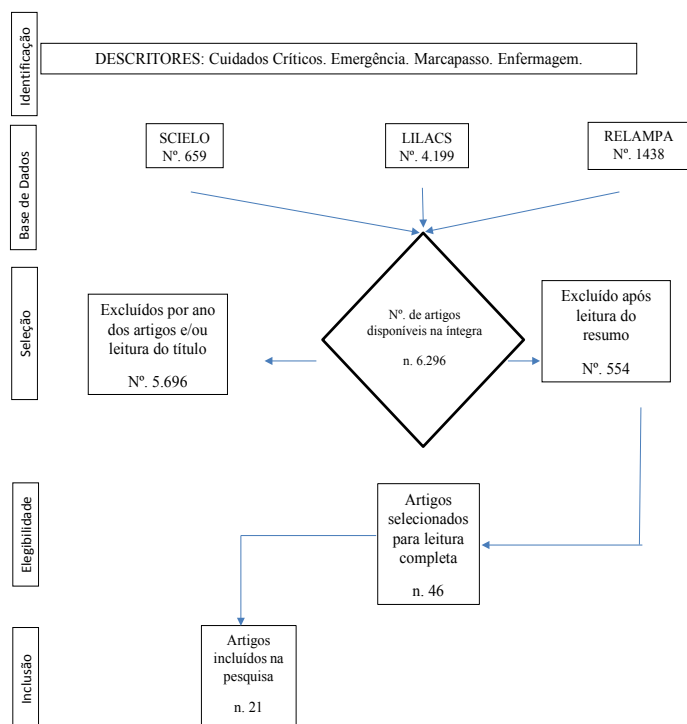 Identificação
DESCRITORES: Cuidados Críticos. Emergência. Marcapasso. Enfermagem.
Base de Dados
SCIELO
Nº. 659
LILACS
Nº. 4.199
RELAMPA
Nº. 1438
Seleção
Excluídos por ano
dos artigos e/ou
leitura do título
Nº. 5.696
Nº. de artigos
disponíveis na íntegra
n. 6.296
Excluído após
leitura do
resumo
Nº. 554
Elegibilidade
Artigos
selecionados
para leitura
completa
n. 46
Inclusão
Artigos
incluídos na
pesquisa
n. 21